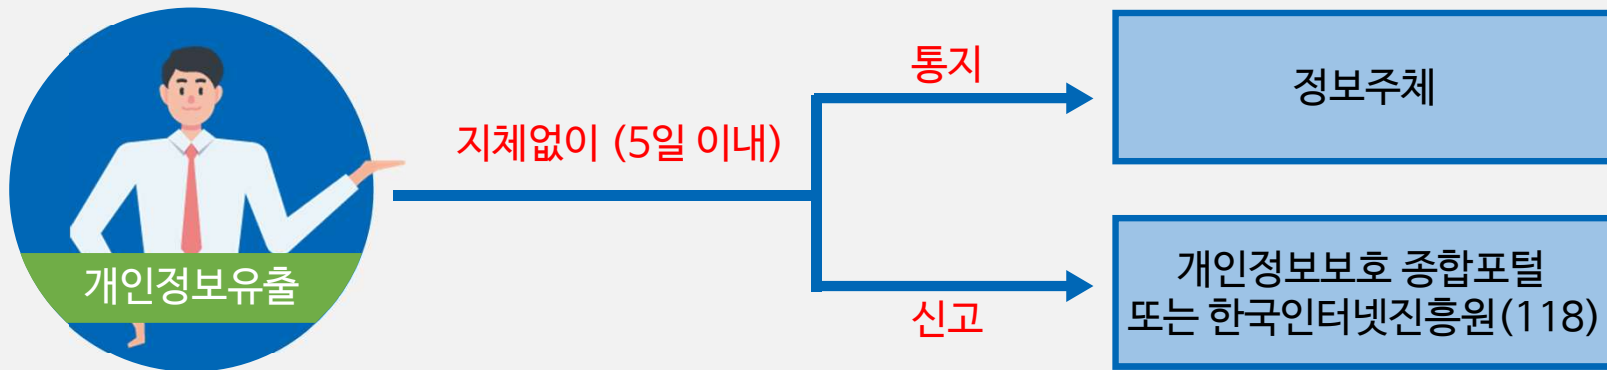 개인정보유출
지체없이 (5일 이내)
통지
정보주체
신고
개인정보보호 종합포털
또는 한국인터넷진흥원(118)